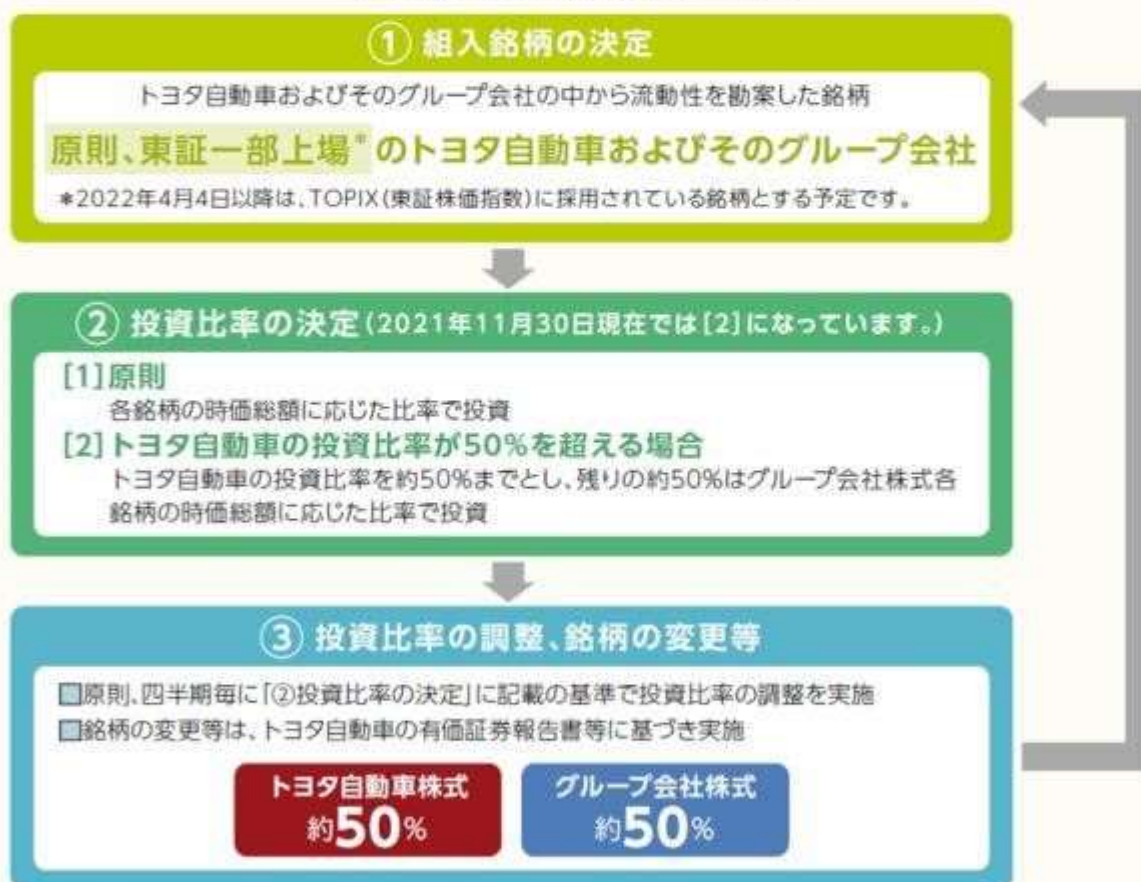 ① 組入銘柄の決定
トヨタ自動車およびそのグループ会社の中から流動性を勘案した銘柄
原則、東証一部上場*のトヨタ自動車およびそのグループ会社
*2022年4月4日以降は、TOPIX(東証株価指数)に採用されている銘柄とする予定です。
② 投資比率の決定(2021年11月30日現在では[2]になっています。)
[1]原則
各銘柄の時価総額に応じた比率で投資
[2]トヨタ自動車の投資比率が50%を超える場合
トヨタ自動車の投資比率を約50%までとし、残りの約50%はグループ会社株式各
銘柄の時価総額に応じた比率で投資
③ 投資比率の調整、銘柄の変更等
□原則、四半期毎に「②投資比率の決定」に記載の基準で投資比率の調整を実施
□銘柄の変更等は、トヨタ自動車の有価証券報告書等に基づき実施
トヨタ自動車株式
約50%
グループ会社株式
約50%